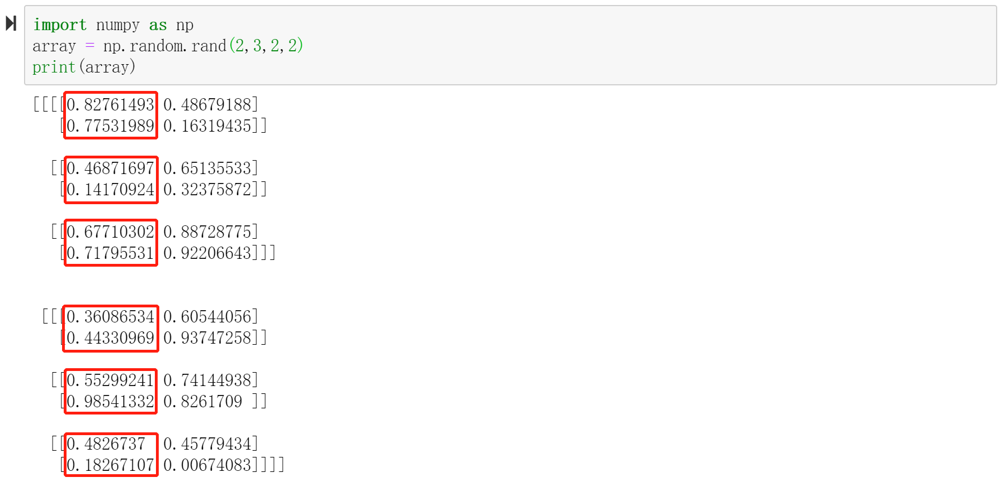 import numpy as np
array = np.random.rand(2,3,2,2)
print(array)
[[[[0.82761493 0.48679188]
[0.77531989 0.16319435]]
[[0.46871697 0.65135533]
[0.14170924 0.32375872]]
[[0.67710302 0.88728775]
[0.71795531 0.92206643]]]
[[[0.36086534 0.60544056]
[0.44330969 0.93747258]]
[[0.55299241 0.74144938]
[0.98541332 0.8261709 ]]
[[0.4826737  0.45779434]
[0.18267107 0.00674083]]]]